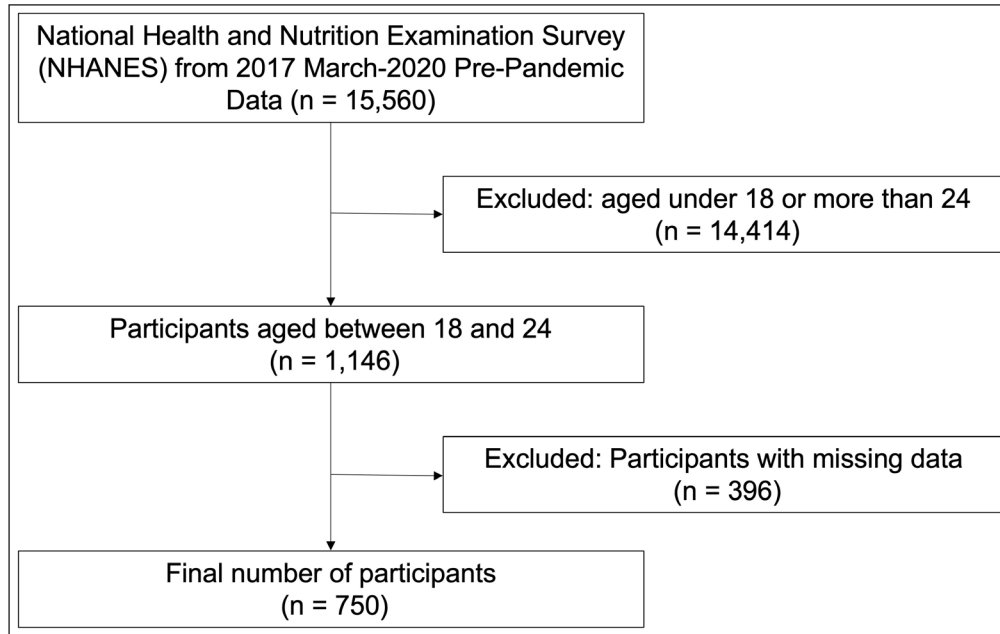 National Health and Nutrition Examination Survey
(NHANES) from 2017 March-2020 Pre-Pandemic
Data (n = 15,560)
Excluded: aged under 18 or more than 24
(n = 14,414)
Participants aged between 18 and 24
(n = 1,146)
Excluded: Participants with missing data
(n = 396)
Final number of participants
(n = 750)